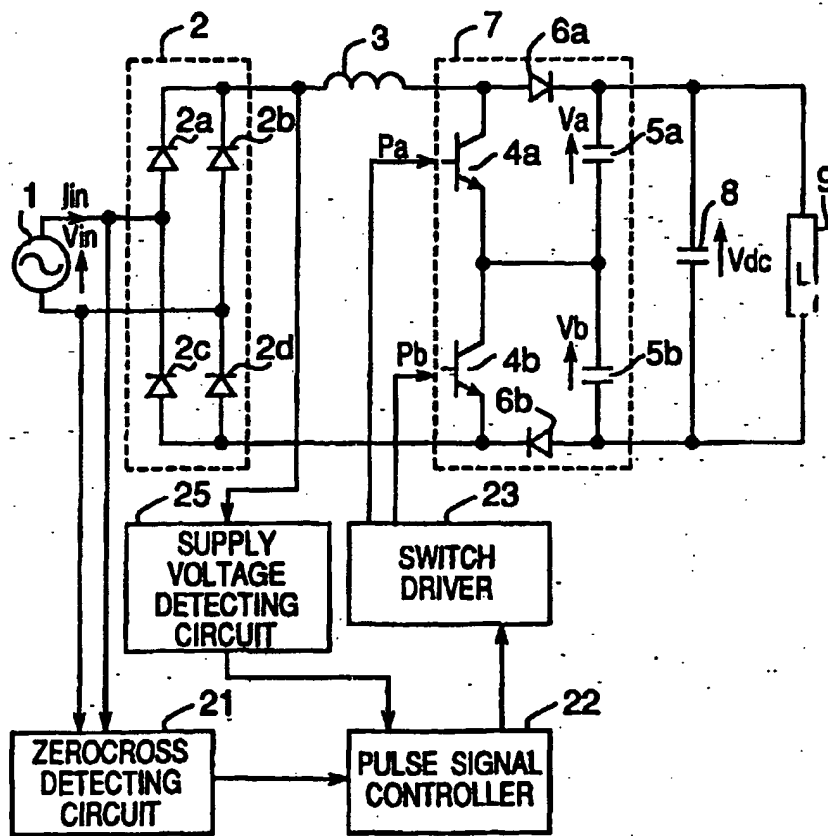 2
3
7
6a
2a
2b
Va
5a
Pa
4a
1
Jin
Vin
8
9
Vdc
L
2c
2d
Vb
Pb
4b
5b
6b
25
23
SUPPLY
VOLTAGE
DETECTING
CIRCUIT
SWITCH
DRIVER
21
22
ZEROCROSS
DETECTING
CIRCUIT
PULSE SIGNAL
CONTROLLER